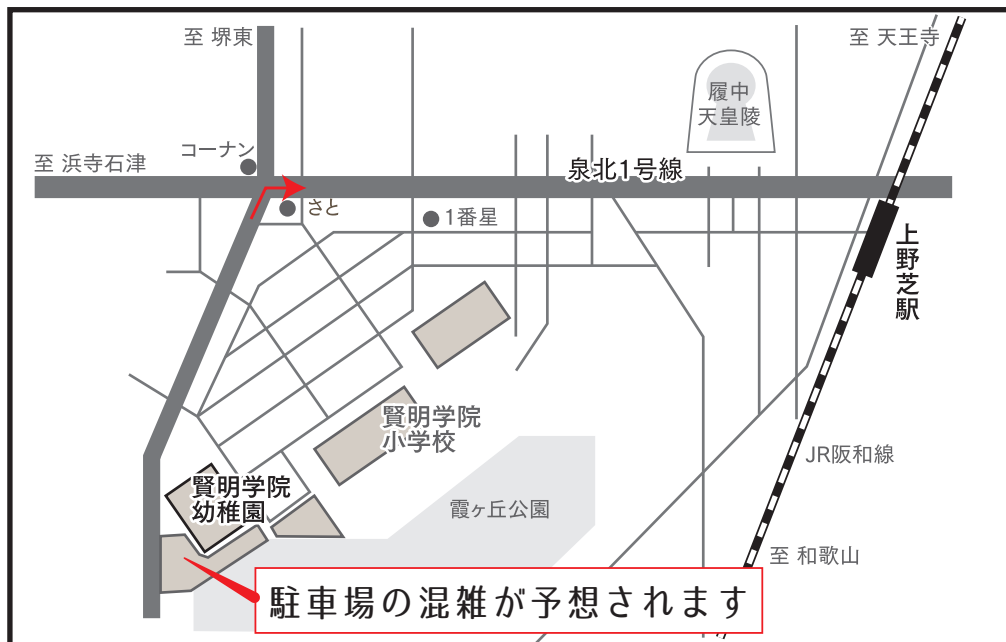 至 堺東
至 天王寺
履中
天皇陵
コーナン
至 浜寺石津
泉北1号線
さと
1番星
上野芝駅
賢明学院
小学校
JR阪和線
賢明学院
幼稚園
霞ヶ丘公園
至 和歌山
駐車場の混雑が予想されます